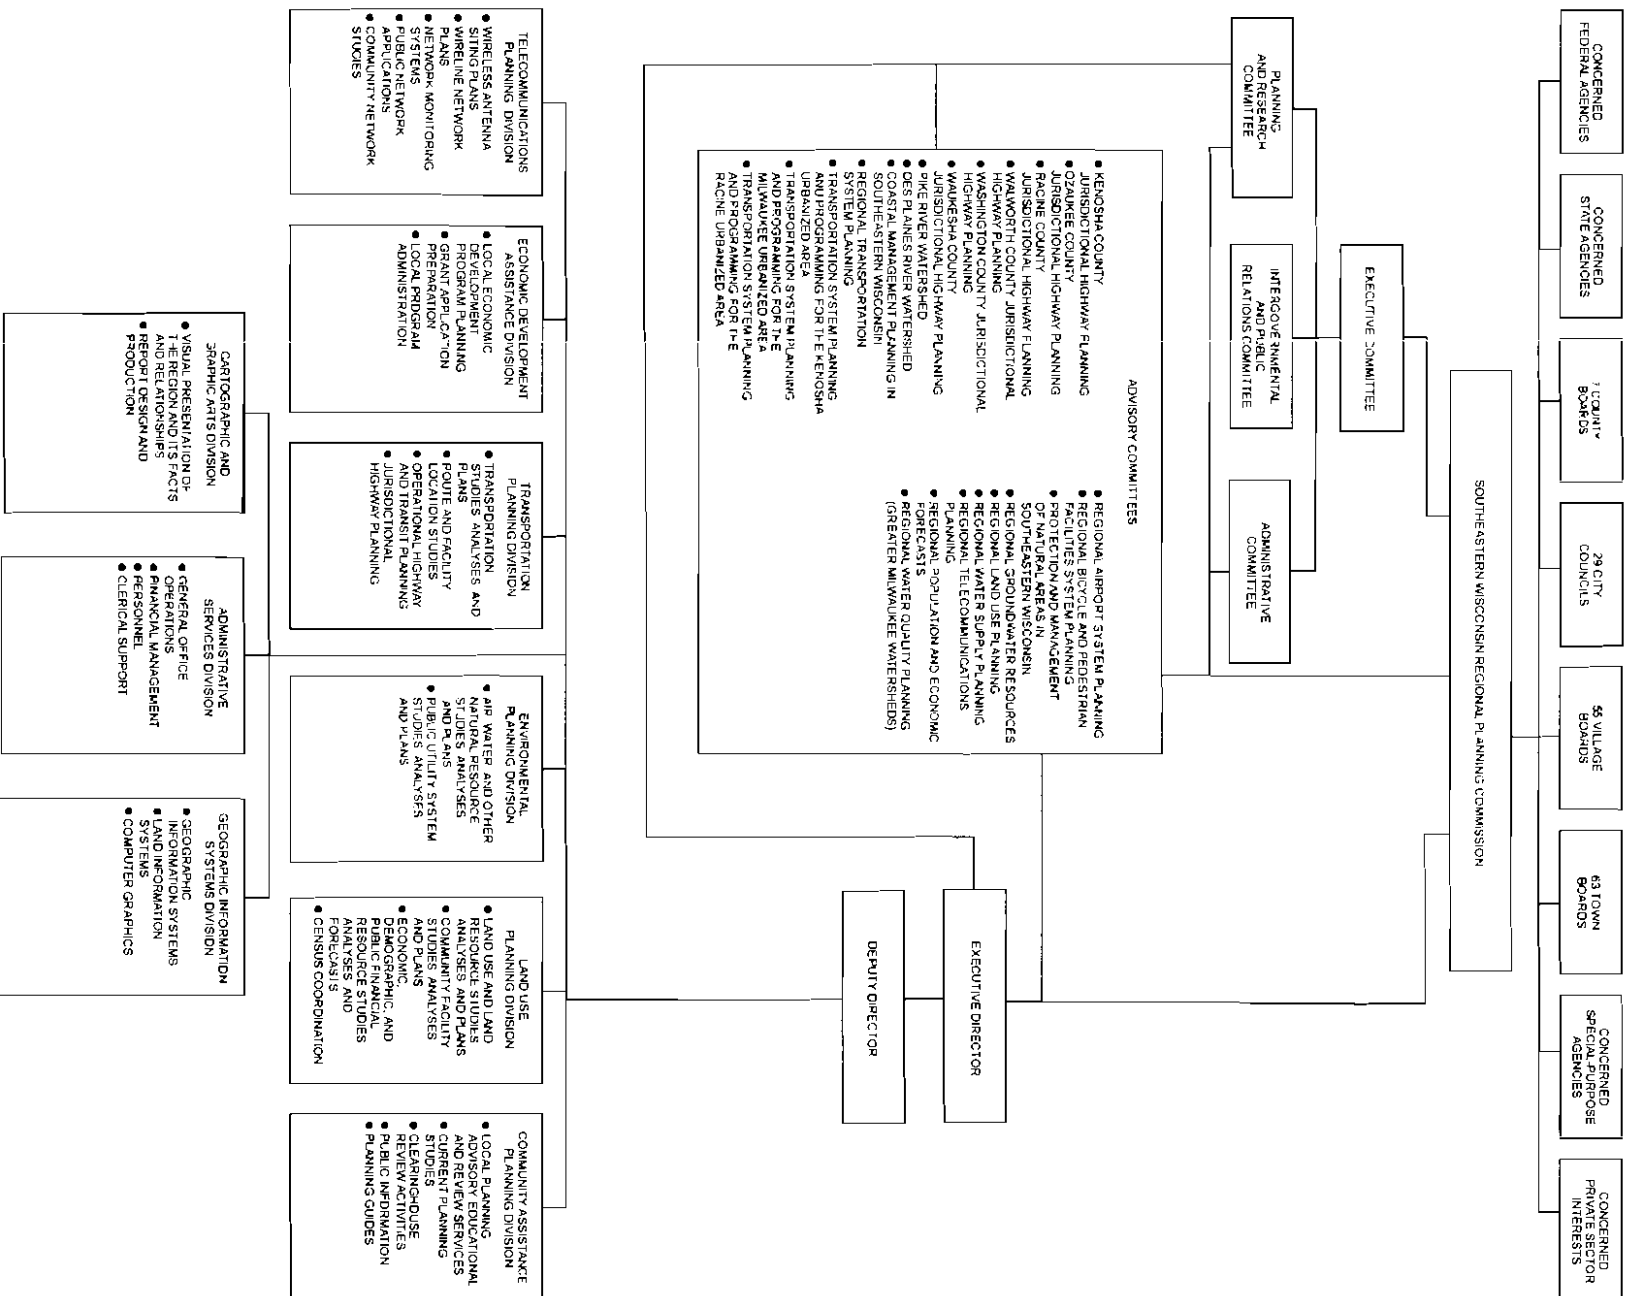 CONCERNED
FEDERAL AGENCIES
CONCERNED
STATE AGENCIES
7 COUNTY
BOARDS
29 CITY
COUNCILS
55 VILLAGE
BOARDS
63 TOWN
BOARDS
CONCERNED
SPECIAL-PURPOSE
AGENCIES
CONCERNED
PRIVATE SECTOR
INTERESTS
SOUTHEASTERN WISCONSIN REGIONAL PLANNING COMMISSION
EXECUTIVE COMMITTEE
PLANNING
AND RESEARCH
COMMITTEE
INTERGOVERNMENTAL
AND PUBLIC
RELATIONS COMMITTEE
ADMINISTRATIVE
COMMITTEE
ADVISORY COMMITTEES
● KENOSHA COUNTY
JURISDICTIONAL HIGHWAY PLANNING
● OZAUKEE COUNTY
JURISDICTIONAL HIGHWAY PLANNING
● RACINE COUNTY
JURISDICTIONAL HIGHWAY PLANNING
● WALWORTH COUNTY JURISDICTIONAL
HIGHWAY PLANNING
● WASHINGTON COUNTY JURISDICTIONAL
HIGHWAY PLANNING
● WAUKESHA COUNTY
JURISDICTIONAL HIGHWAY PLANNING
● PIKE RIVER WATERSHED
● DES PLAINES RIVER WATERSHED
● COASTAL MANAGEMENT PLANNING IN
SOUTHEASTERN WISCONSIN
● REGIONAL TRANSPORTATION
SYSTEM PLANNING
● TRANSPORTATION SYSTEM PLANNING
AND PROGRAMMING FOR THE KENOSHA
URBANIZED AREA
● TRANSPORTATION SYSTEM PLANNING
AND PROGRAMMING FOR THE
MILWAUKEE URBANIZED AREA
● TRANSPORTATION SYSTEM PLANNING
AND PROGRAMMING FOR THE
RACINE URBANIZED AREA
● REGIONAL AIRPORT SYSTEM PLANNING
● REGIONAL BICYCLE AND PEDESTRIAN
FACILITIES SYSTEM PLANNING
● PROTECTION AND MANAGEMENT
OF NATURAL AREAS IN
SOUTHEASTERN WISCONSIN
● REGIONAL GROUNDWATER RESOURCES
● REGIONAL LAND USE PLANNING
● REGIONAL WATER SUPPLY PLANNING
● REGIONAL TELECOMMUNICATIONS
PLANNING
● REGIONAL POPULATION AND ECONOMIC
FORECASTS
● REGIONAL WATER QUALITY PLANNING
(GREATER MILWAUKEE WATERSHEDS)
EXECUTIVE DIRECTOR
DEPUTY DIRECTOR
TELECOMMUNICATIONS
PLANNING DIVISION
● WIRELESS ANTENNA
SITING PLANS
● WIRELINE NETWORK
PLANS
● NETWORK MONITORING
SYSTEMS
● PUBLIC NETWORK
APPLICATIONS
● COMMUNITY NETWORK
STUDIES
ECONOMIC DEVELOPMENT
ASSISTANCE DIVISION
● LOCAL ECONOMIC
DEVELOPMENT
PROGRAM PLANNING
● GRANT APPLICATION
PREPARATION
● LOCAL PROGRAM
ADMINISTRATION
TRANSPORTATION
PLANNING DIVISION
● TRANSPORTATION
STUDIES ANALYSES AND
PLANS
● ROUTE AND FACILITY
LOCATION STUDIES
● OPERATIONAL HIGHWAY
AND TRANSIT PLANNING
● JURISDICTIONAL
HIGHWAY PLANNING
ENVIRONMENTAL
PLANNING DIVISION
● AIR, WATER AND OTHER
NATURAL RESOURCE
STUDIES ANALYSES
AND PLANS
● PUBLIC UTILITY SYSTEM
STUDIES ANALYSES
AND PLANS
LAND USE
PLANNING DIVISION
● LAND USE AND LAND
RESOURCE STUDIES
ANALYSES AND PLANS
● COMMUNITY FACILITY
STUDIES ANALYSES
AND PLANS
● ECONOMIC,
DEMOGRAPHIC, AND
PUBLIC FINANCIAL
RESOURCE STUDIES
ANALYSES AND
FORECASTS
● CENSUS COORDINATION
COMMUNITY ASSISTANCE
PLANNING DIVISION
● LOCAL PLANNING
ADVISORY EDUCATIONAL
AND REVIEW SERVICES
● CURRENT PLANNING
STUDIES
● CLEARINGHOUSE
REVIEW ACTIVITIES
● PUBLIC INFORMATION
● PLANNING GUIDES
CARTOGRAPHIC AND
GRAPHIC ARTS DIVISION
● VISUAL PRESENTATION OF
THE REGION AND ITS FACTS
AND RELATIONSHIPS
● REPORT DESIGN AND
PRODUCTION
ADMINISTRATIVE
SERVICES DIVISION
● GENERAL OFFICE
OPERATIONS
● FINANCIAL MANAGEMENT
● PERSONNEL
● CLERICAL SUPPORT
GEOGRAPHIC INFORMATION
SYSTEMS DIVISION
● GEOGRAPHIC
INFORMATION SYSTEMS
● LAND INFORMATION
SYSTEMS
● COMPUTER GRAPHICS